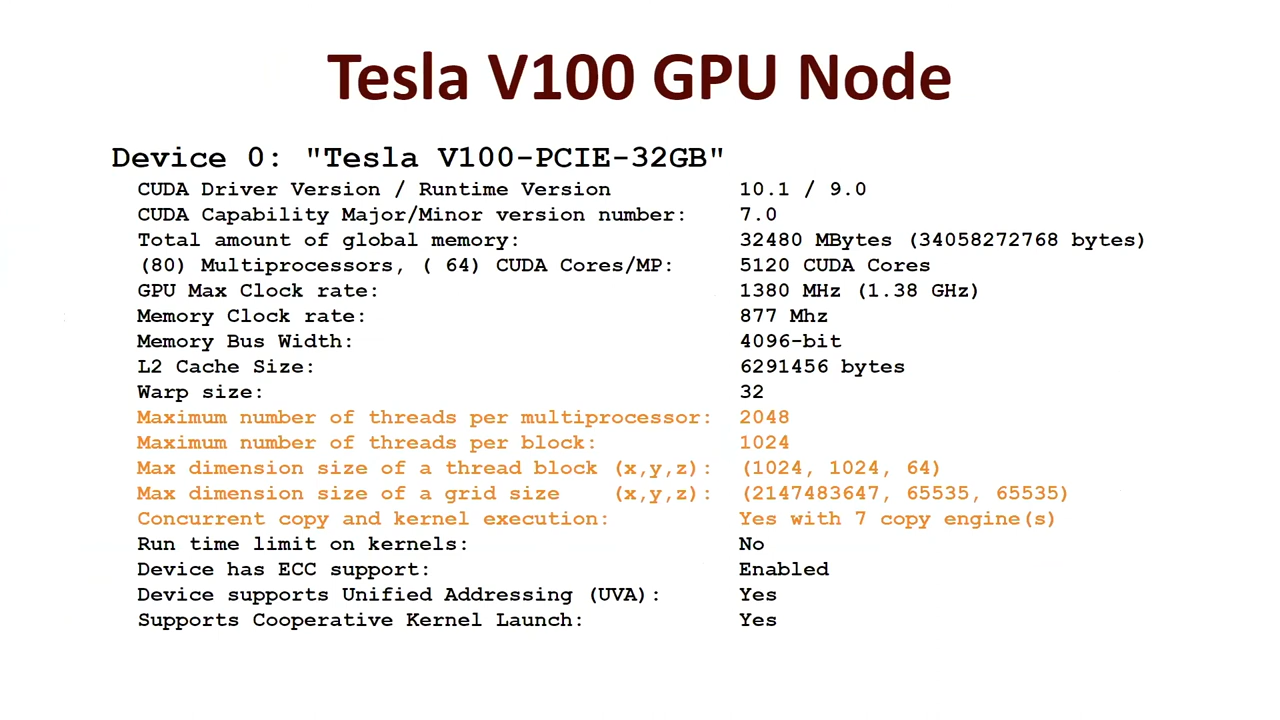 Tesla V100 GPU Node
Device 0: "Tesla V100-PCIE-32GB"
CUDA Driver Version / Runtime Version 10.1 / 9.0
CUDA Capability Major/Minor version number: 7.0
Total amount of global memory: 32480 MBytes (34058272768 bytes)
(80) Multiprocessors, ( 64) CUDA Cores/MP: 5120 CUDA Cores
GPU Max Clock rate: 1380 MHz (1.38 GHz)
Memory Clock rate: 877 Mhz
Memory Bus Width: 4096-bit
L2 Cache Size: 6291456 bytes
Warp size: 32
Maximum number of threads per multiprocessor: 2048
Maximum number of threads per block: 1024
Max dimension size of a thread block (x,y,z): (1024, 1024, 64)
Max dimension size of a grid size (x,y,z): (2147483647, 65535, 65535)
Concurrent copy and kernel execution: Yes with 7 copy engine(s)
Run time limit on kernels: No
Device has ECC support: Enabled
Device supports Unified Addressing (UVA): Yes
Supports Cooperative Kernel Launch: Yes